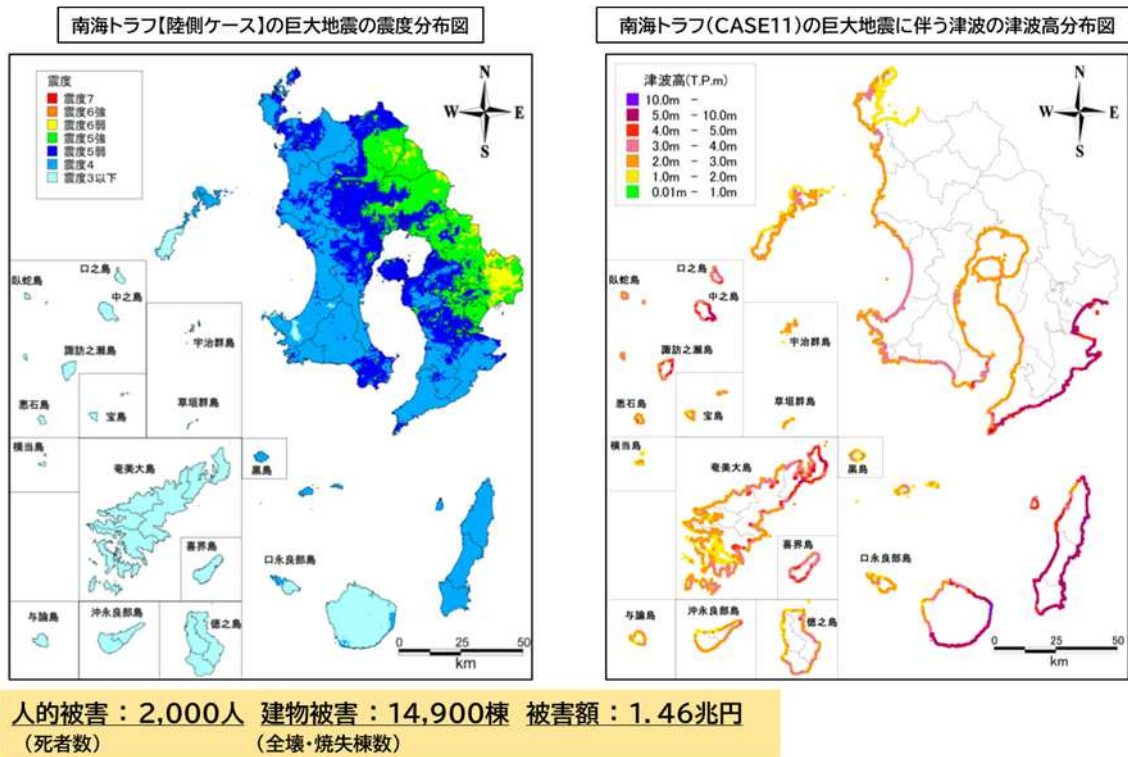 南海トラフ【陸側ケース】の巨大地震の震度分布図
震度
震度7
震度6強
震度6弱
震度5強
震度5弱
震度4
震度3以下
N
W
E
S
臥蛇島
口之島
中之島
諏訪之瀬島
悪石島
宝島
宇治群島
草垣群島
横当島
奄美大島
黒島
喜界島
口永良部島
与論島
沖永良部島
徳之島
0 25 50
km
南海トラフ(CASE11)の巨大地震に伴う津波の津波高分布図
津波高(T.P.m)
10.0m -
5.0m - 10.0m
4.0m - 5.0m
3.0m - 4.0m
2.0m - 3.0m
1.0m - 2.0m
0.01m - 1.0m
N
W
E
S
臥蛇島
口之島
中之島
諏訪之瀬島
悪石島
宝島
宇治群島
草垣群島
横当島
奄美大島
黒島
喜界島
口永良部島
与論島
沖永良部島
徳之島
0 25 50
km
人的被害:2,000人 建物被害:14,900棟 被害額:1.46兆円
(死者数) (全壊・焼失棟数)